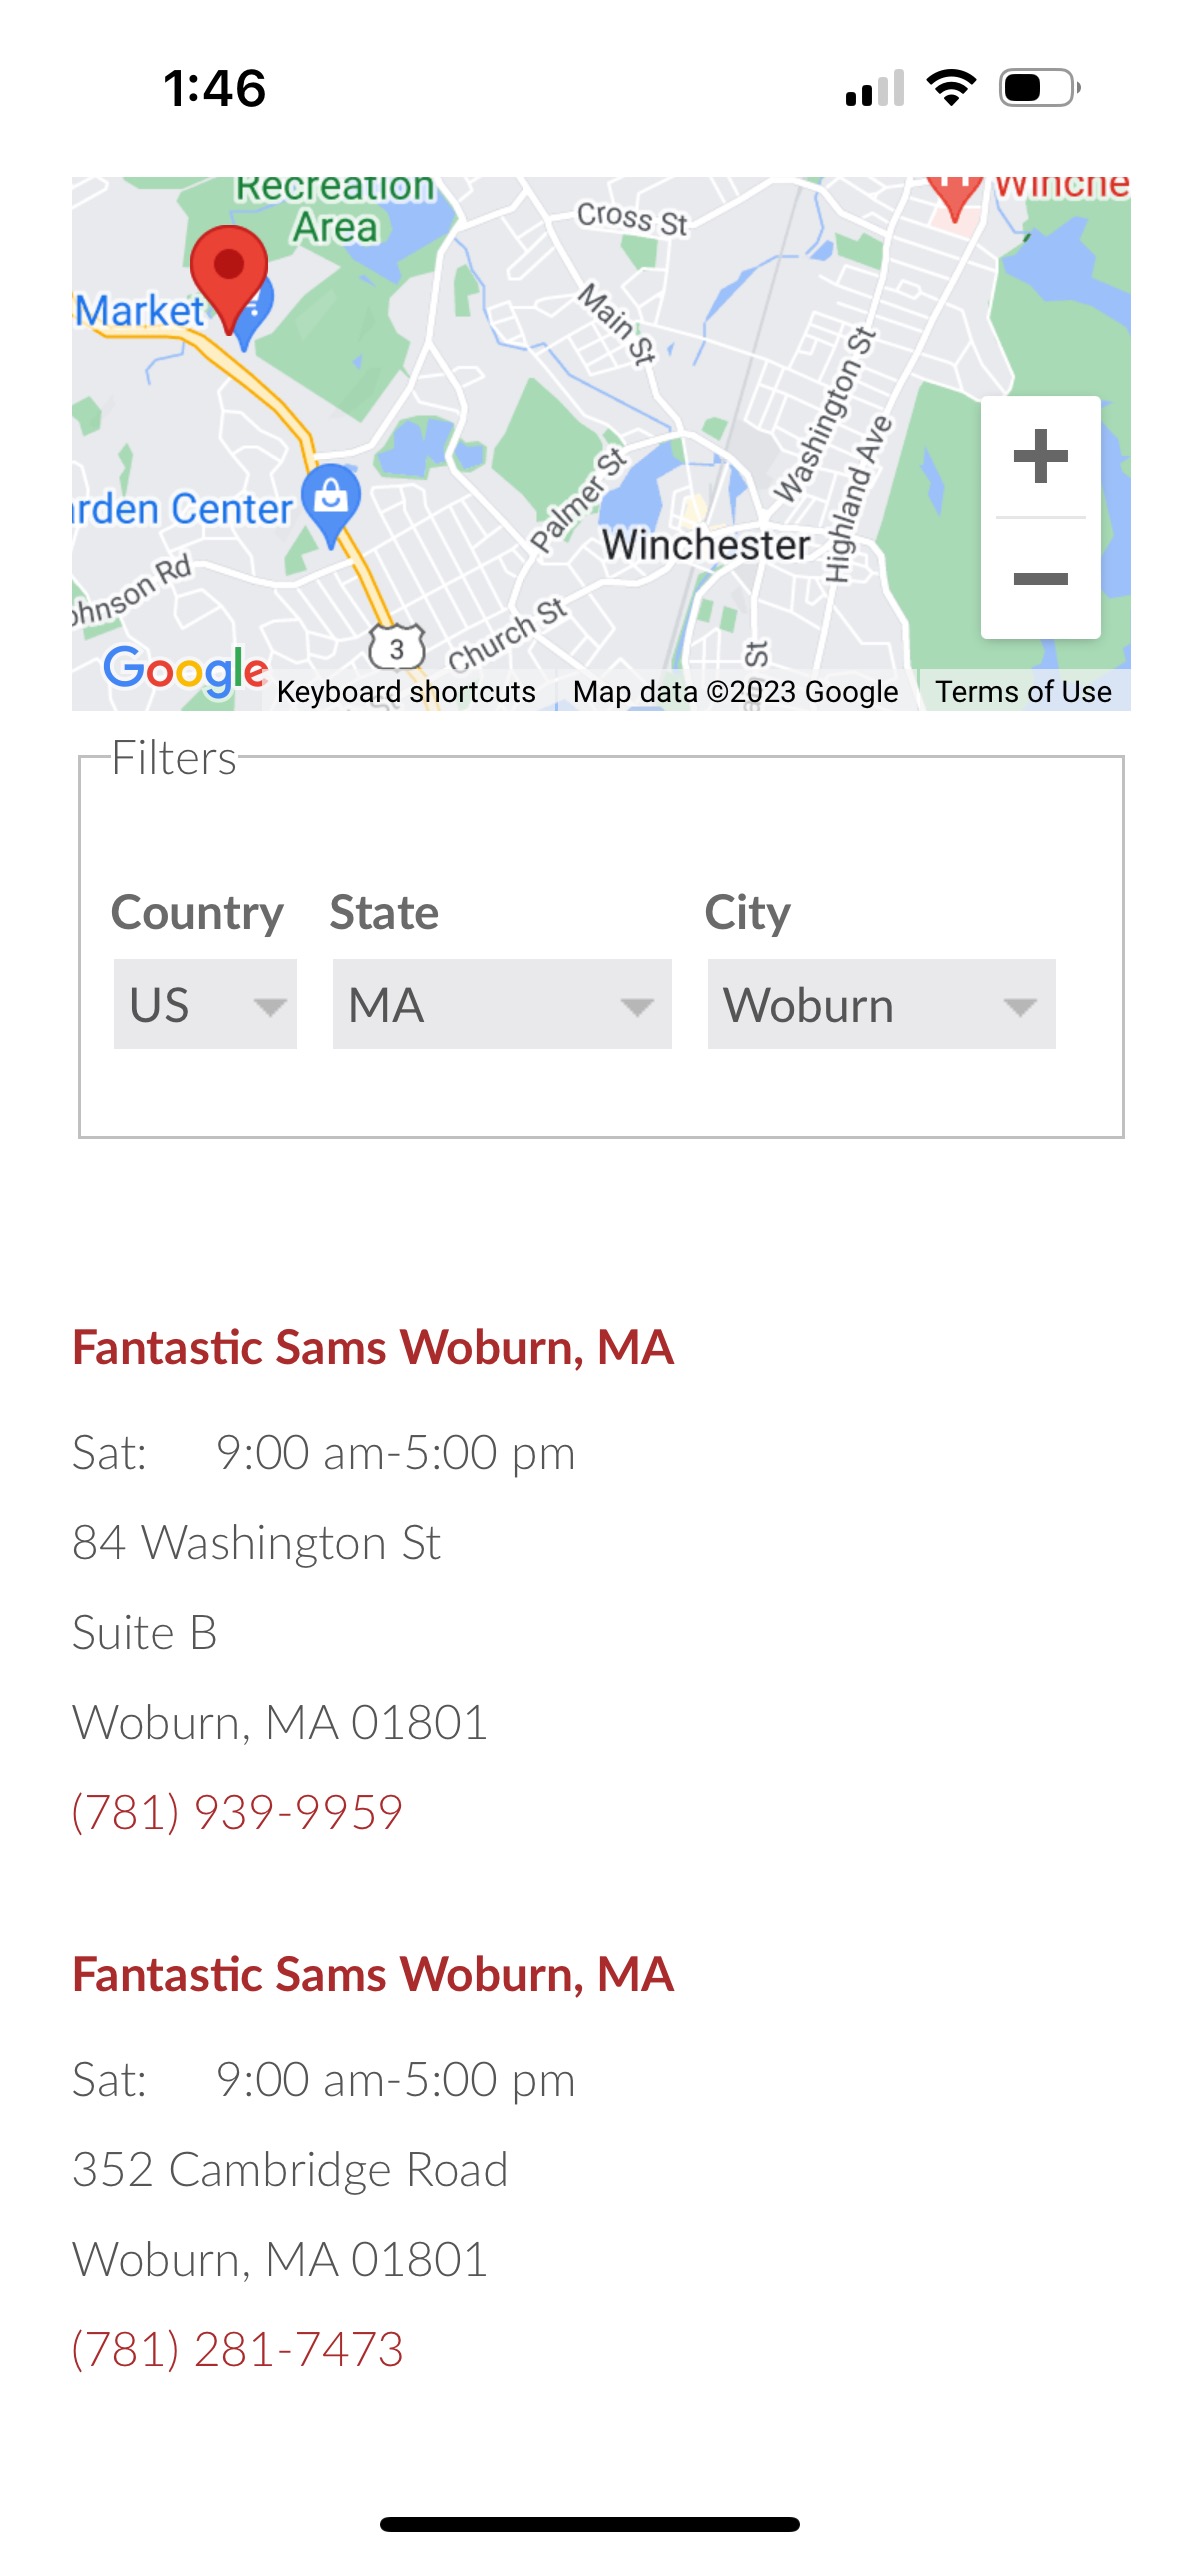 1:46
Recreation
Area
Cross St
Winche
Market
Main St
Washington St
Highland Ave
Palmer St
rden Center
Winchester
ohnson Rd
Church St
3
Google
Keyboard shortcuts
Map data ©2023 Google
Terms of Use
Filters
Country State City
US MA Woburn
Fantastic Sams Woburn, MA
Sat: 9:00 am-5:00 pm
84 Washington St
Suite B
Woburn, MA 01801
(781) 939-9959
Fantastic Sams Woburn, MA
Sat: 9:00 am-5:00 pm
352 Cambridge Road
Woburn, MA 01801
(781) 281-7473